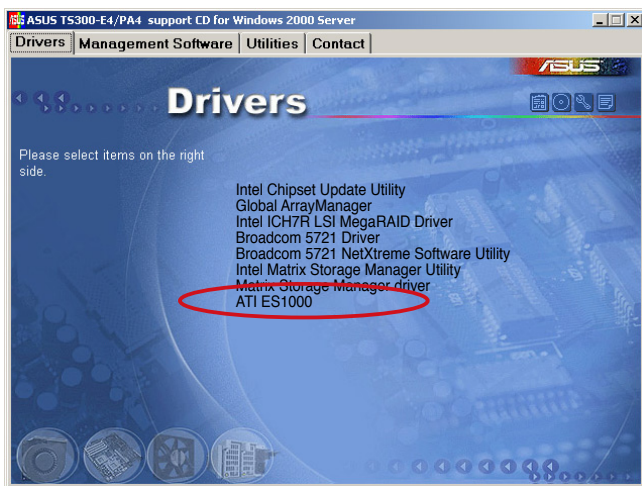 ASUS TS300-E4/PA4 support CD for Windows 2000 Server
Drivers Management Software Utilities Contact
ASUS
Drivers
Please select items on the right
side.
Intel Chipset Update Utility
Global ArrayManager
Intel ICH7R LSI MegaRAID Driver
Broadcom 5721 Driver
Broadcom 5721 NetXtreme Software Utility
Intel Matrix Storage Manager Utility
Matrix Storage Manager driver
ATI ES1000